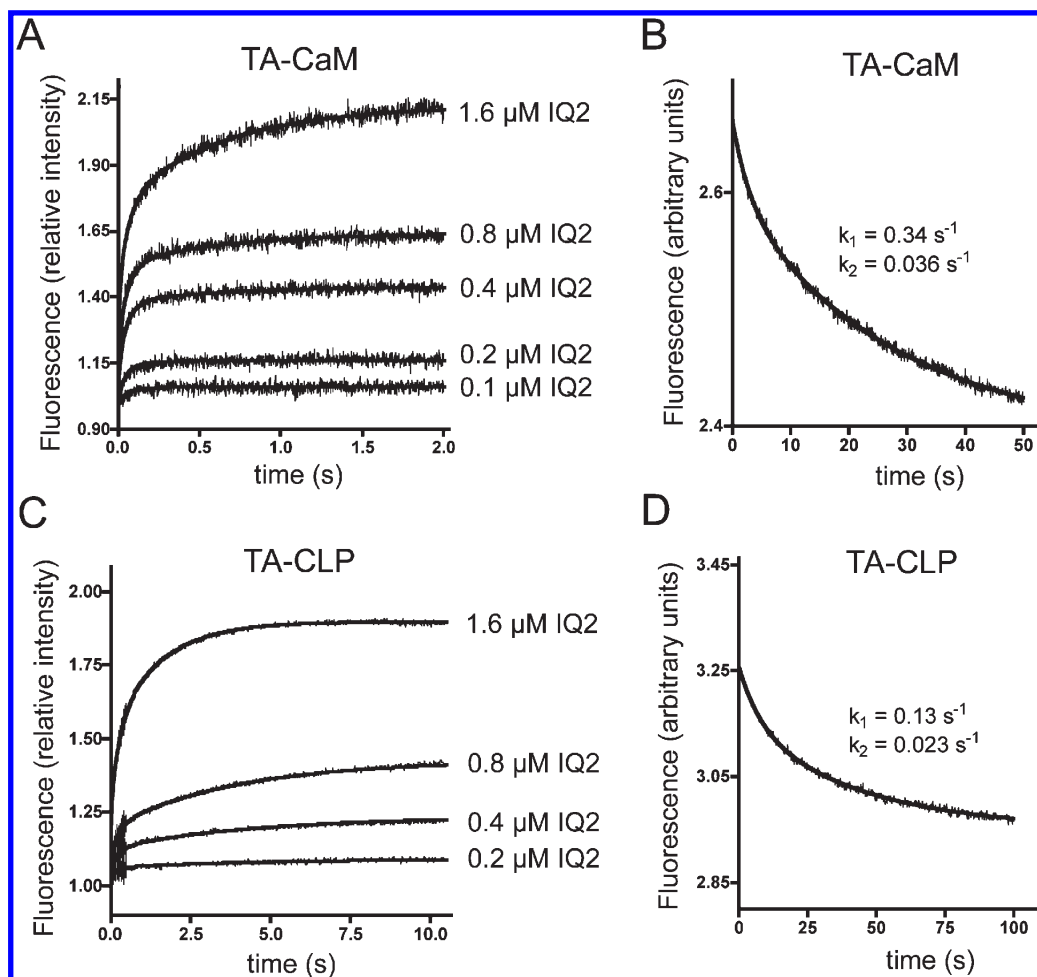 A
TA-CaM
Fluorescence (relative intensity)
2.15
1.90
1.65
1.40
1.15
0.90
0.0
0.5
1.0
1.5
2.0
time (s)
1.6 µM IQ2
0.8 µM IQ2
0.4 µM IQ2
0.2 µM IQ2
0.1 µM IQ2
B
TA-CaM
Fluorescence (arbitrary units)
2.6
2.4
k1 = 0.34 s-1
k2 = 0.036 s-1
0
10
20
30
40
50
time (s)
C
TA-CLP
Fluorescence (relative intensity)
2.00
1.75
1.50
1.25
1.00
0.0
2.5
5.0
7.5
10.0
time (s)
1.6 µM IQ2
0.8 µM IQ2
0.4 µM IQ2
0.2 µM IQ2
D
TA-CLP
Fluorescence (arbitrary units)
3.45
3.25
3.05
2.85
k1 = 0.13 s-1
k2 = 0.023 s-1
0
25
50
75
100
time (s)